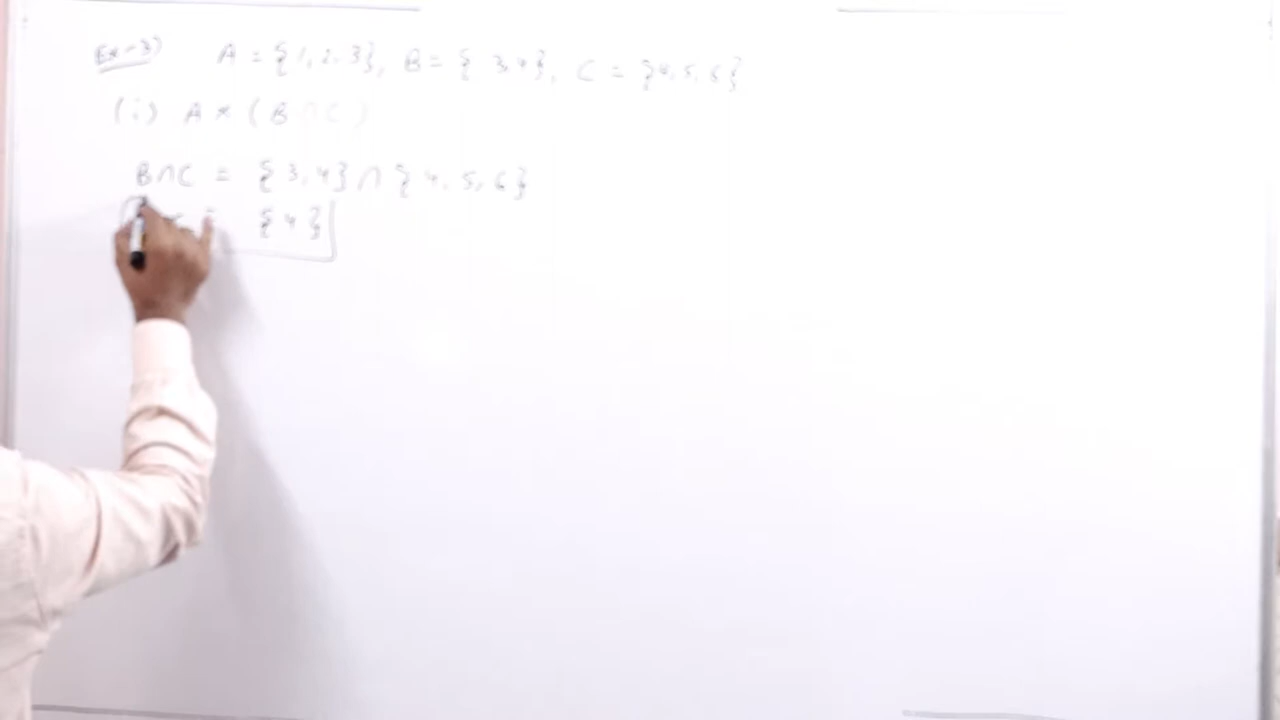 Ex-3) A = {1, 2, 3}, B = { 3,4}, C = {4, 5, 6}
(i) A × (B ∩ C )
B∩C = {3, 4} ∩ {4, 5, 6}
= {4}